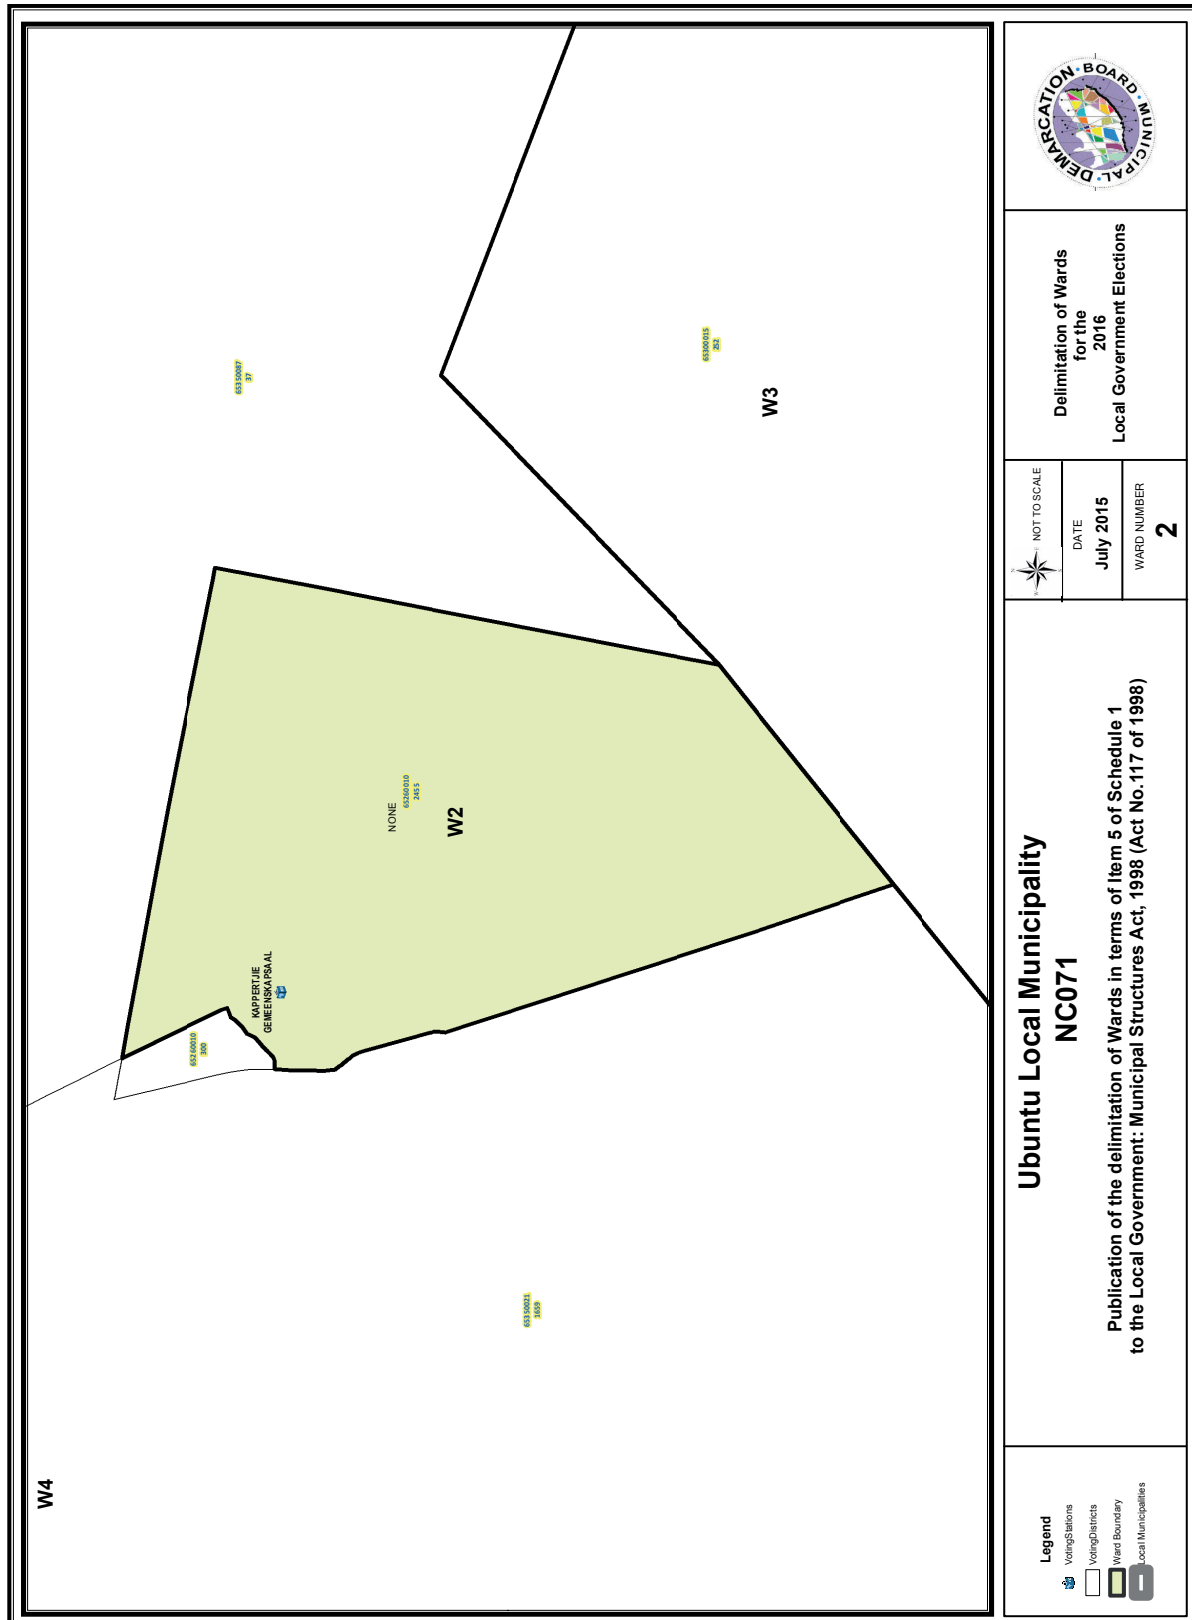 W4
65350087
37
65300015
252
W3
NONE
65260010
2455
W2
KAPPERTJIE
GEMEENSKAPSAAL
65260010
300
65350021
1659
Legend
VotingStations
VotingDistricts
Ward Boundary
Local Municipalities
Ubuntu Local Municipality
NC071
Publication of the delimitation of Wards in terms of Item 5 of Schedule 1
to the Local Government: Municipal Structures Act, 1998 (Act No.117 of 1998)
N
W
E
S
NOT TO SCALE
DATE
July 2015
WARD NUMBER
2
Delimitation of Wards
for the
2016
Local Government Elections
MUNICIPAL · DEMARCATION · BOARD ·